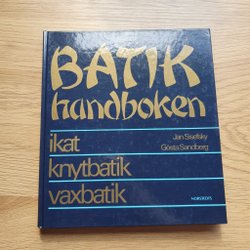 BATIK
handboken
ikat
Jan Sisefsky
Gösta Sandberg
knytbatik
vaxbatik
NORSTEDTS